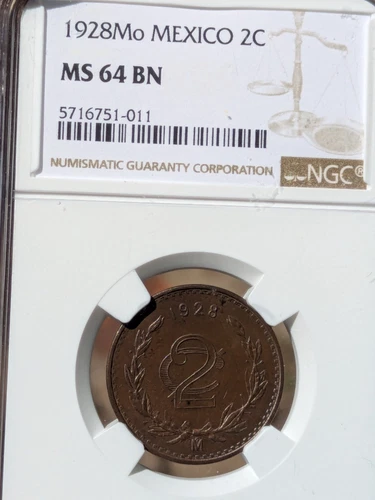 1928Mo MEXICO 2C
MS 64 BN
5716751-011
NUMISMATIC GUARANTY CORPORATION
NGC®
1928
2 C
M